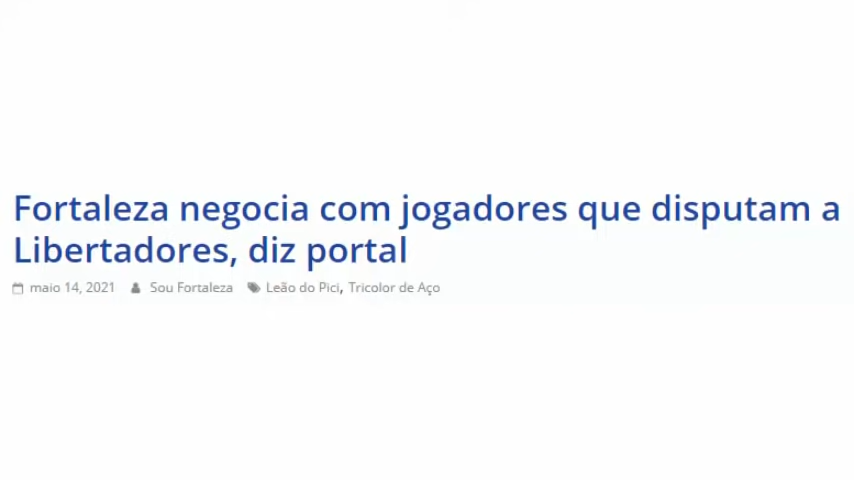 Fortaleza negocia com jogadores que disputam a
Libertadores, diz portal
maio 14, 2021 Sou Fortaleza Leão do Pici, Tricolor de Aço